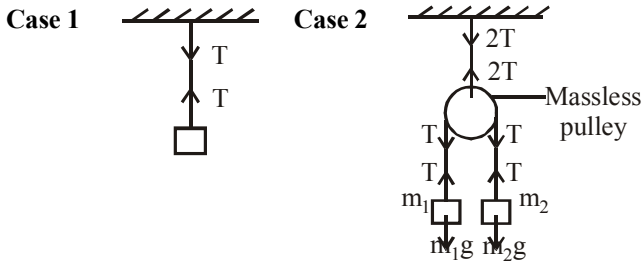 Case 1
T
T
Case 2
2T
2T
Massless
pulley
T T
T T
m₁ m₂
m₁g m₂g